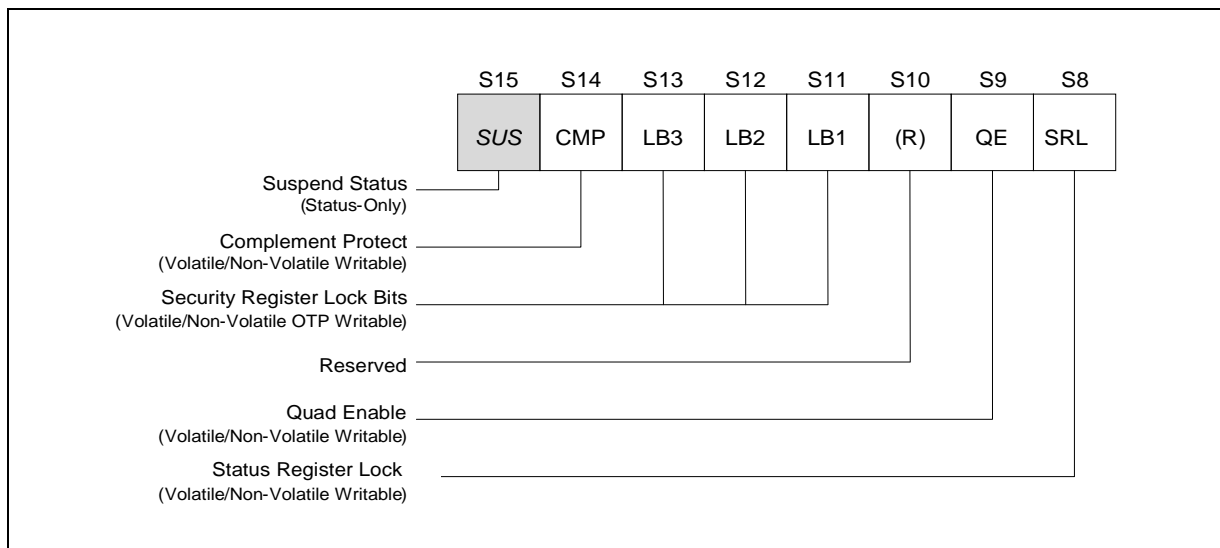 S15 S14 S13 S12 S11 S10 S9 S8
SUS CMP LB3 LB2 LB1 (R) QE SRL
Suspend Status
(Status-Only)
Complement Protect
(Volatile/Non-Volatile Writable)
Security Register Lock Bits
(Volatile/Non-Volatile OTP Writable)
Reserved
Quad Enable
(Volatile/Non-Volatile Writable)
Status Register Lock
(Volatile/Non-Volatile Writable)